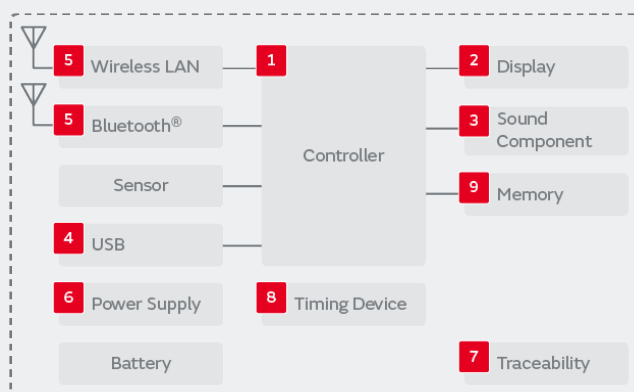 5 Wireless LAN
1
2 Display
5 Bluetooth®
3 Sound
Component
Controller
Sensor
9 Memory
4 USB
6 Power Supply
8 Timing Device
Battery
7 Traceability